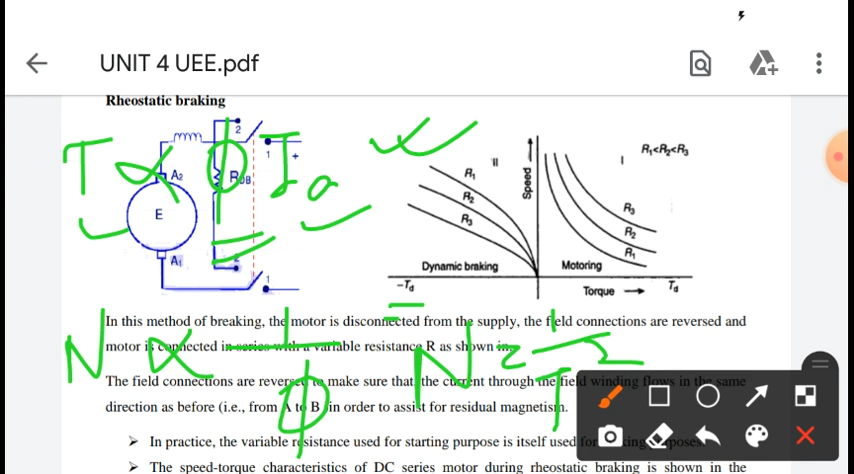 UNIT 4 UEE.pdf
Rheostatic braking
2
1 +
A2
E
A1
1
T ∝ ϕ Ia
II
R1
R2
R3
Speed
I
R1<R2<R3
R3
R2
R1
Dynamic braking
Motoring
-Td
Torque
Td
In this method of breaking, the motor is disconnected from the supply, the field connections are reversed and
motor is connected in series with a variable resistance R as shown in
N ∝ 1/ϕ
The field connections are reversed to make sure that the current through the field winding flows in the same
direction as before (i.e., from A to B )in order to assist for residual magnetism.
➢ In practice, the variable resistance used for starting purpose is itself used for
➢ The speed-torque characteristics of DC series motor during rheostatic braking is shown in the